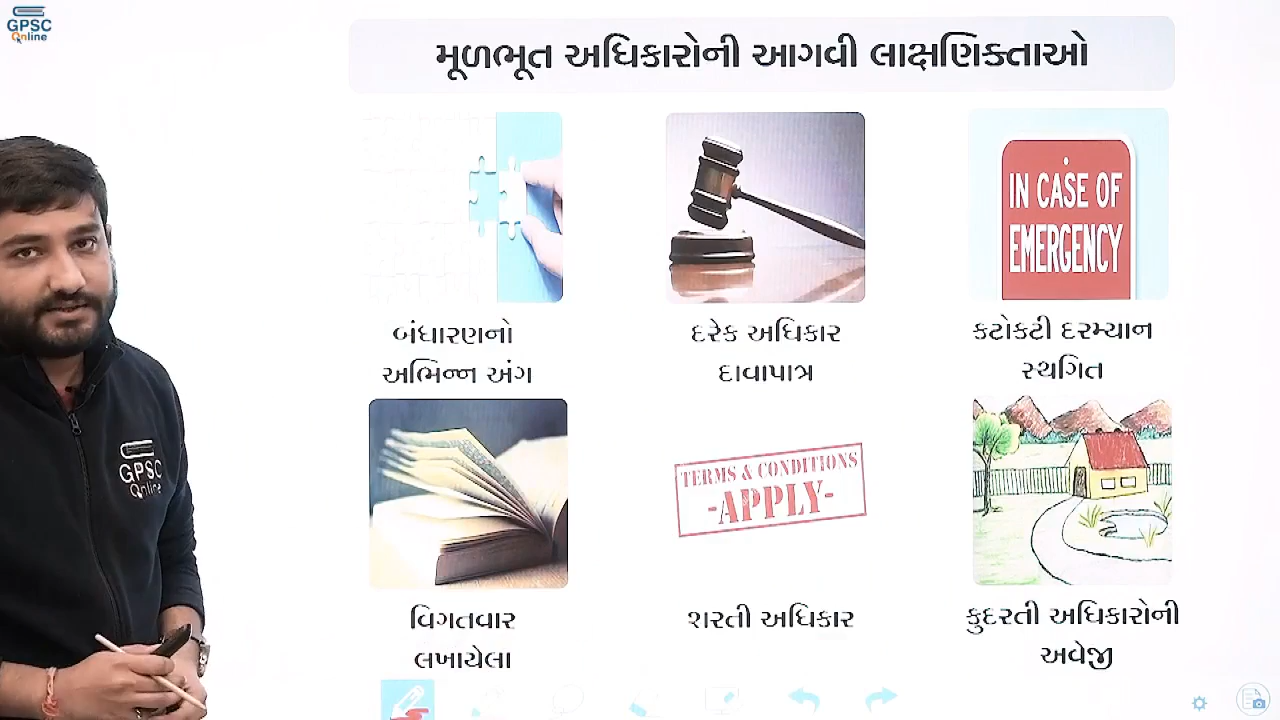 GPSC
Online
મૂળભૂત અધિકારોની આગવી લાક્ષણિક્તાઓ
IN CASE OF
EMERGENCY
બંધારણનો
અભિન્ન અંગ
દરેક અધિકાર
દાવાપાત્ર
કટોકટી દરમ્યાન
સ્થગિત
GPSC
Online
TERMS & CONDITIONS
-APPLY-
વિગતવાર
લખાયેલા
શરતી અધિકાર
કુદરતી અધિકારોની
અવેજી